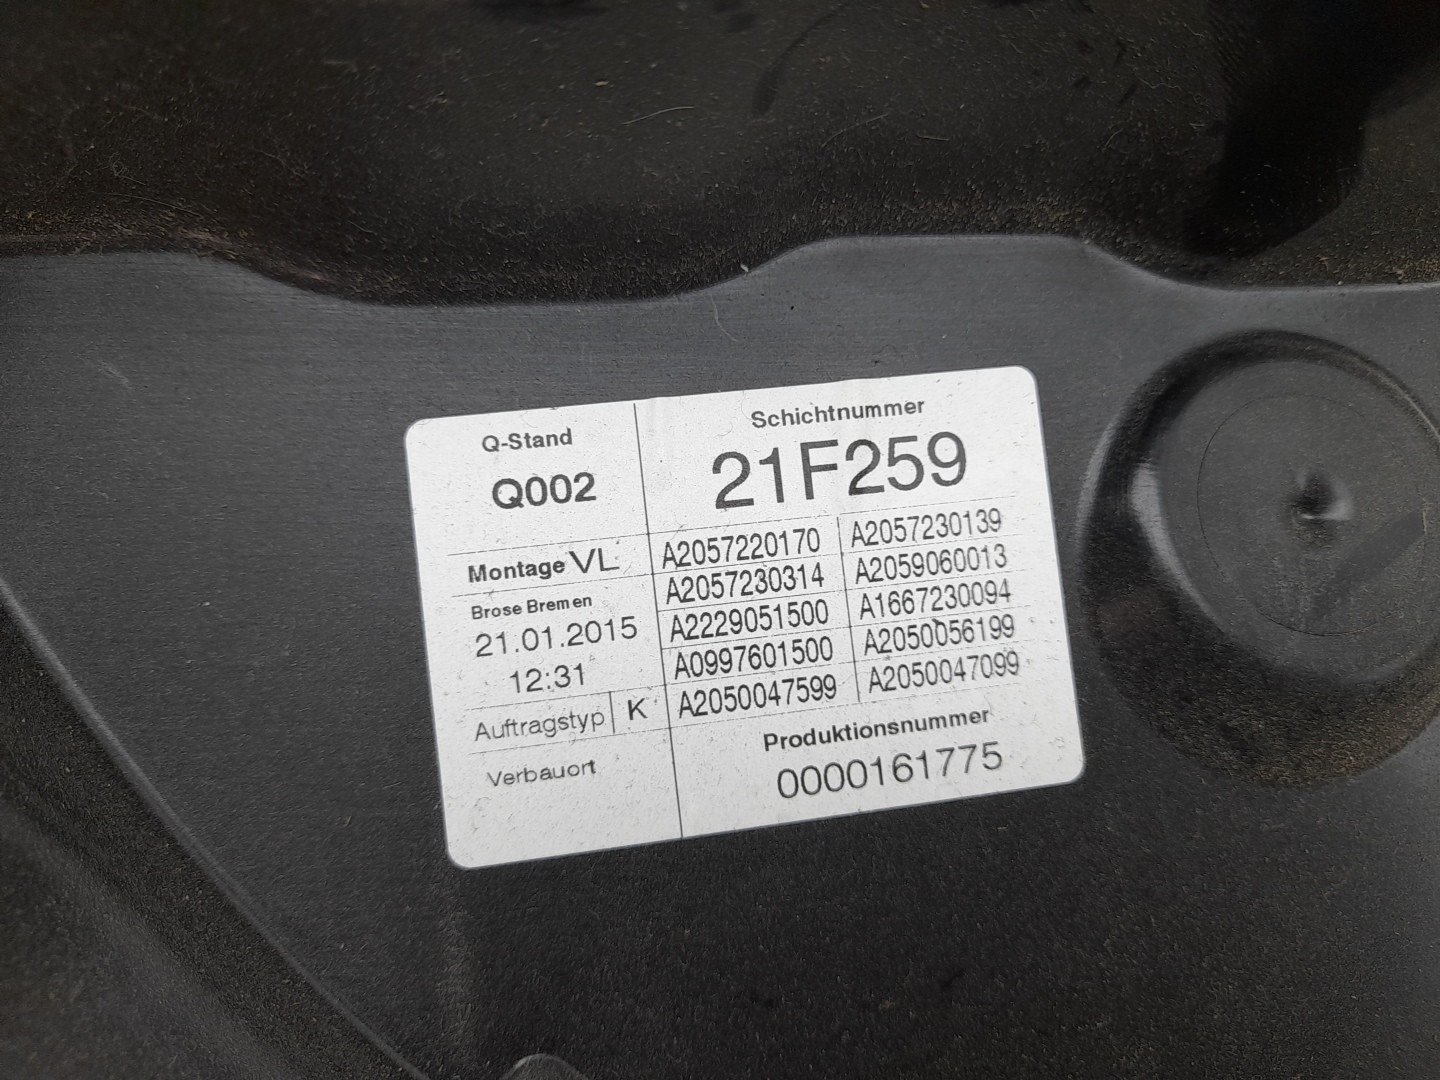 Q-Stand
Q002
Schichtnummer
21F259
Montage VL
Brose Bremen
21.01.2015
12:31
Auftragstyp K
Verbauort
A2057220170 A2057230139
A2057230314 A2059060013
A2229051500 A1667230094
A0997601500 A2050056199
A2050047599 A2050047099
Produktionsnummer
0000161775